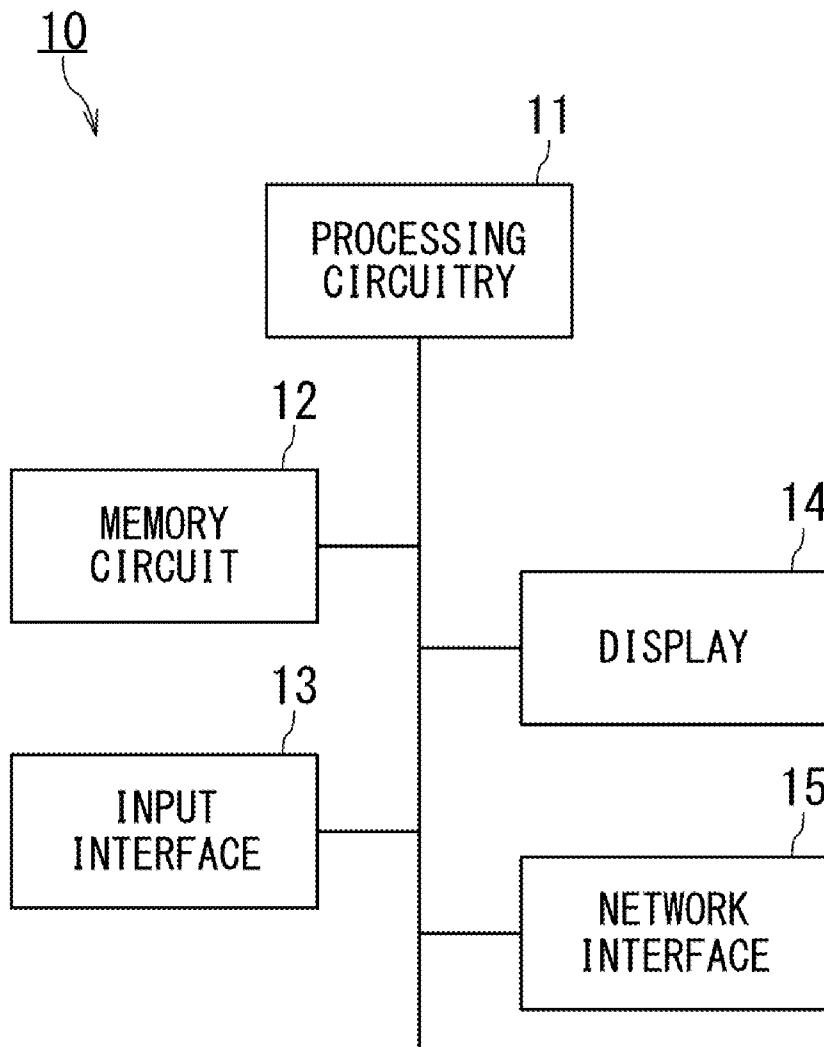 10
11
PROCESSING
CIRCUITRY
12
MEMORY
CIRCUIT
14
DISPLAY
13
INPUT
INTERFACE
15
NETWORK
INTERFACE